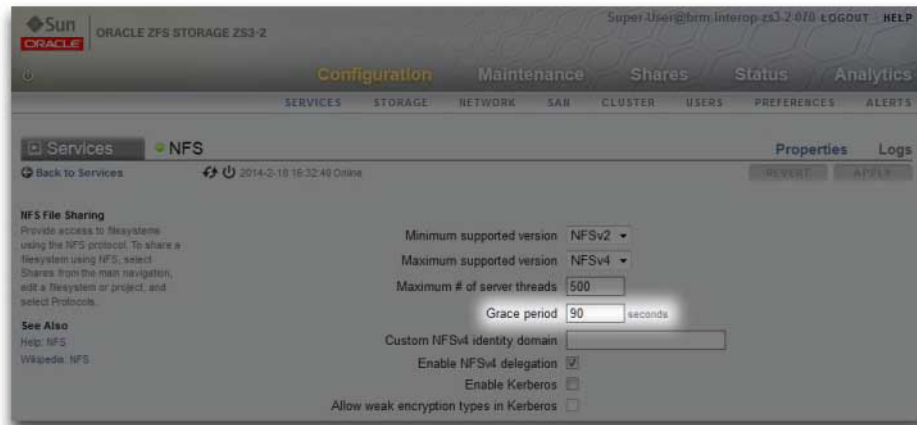 Sun
ORACLE
ORACLE ZFS STORAGE ZS3-2
Super-User@brm-interop-zs3-2-070 LOGOUT HELP
Configuration Maintenance Shares Status Analytics
SERVICES STORAGE NETWORK SAN CLUSTER USERS PREFERENCES ALERTS
Services NFS Properties Logs
Back to Services 2014-2-18 16:32:49 Online REVERT APPLY
NFS File Sharing
Provide access to filesystems
using the NFS protocol. To share a
filesystem using NFS, select
Shares from the main navigation,
edit a filesystem or project, and
select Protocols.
See Also
Help: NFS
Wikipedia: NFS
Minimum supported version NFSv2
Maximum supported version NFSv4
Maximum # of server threads 500
Grace period 90 seconds
Custom NFSv4 identity domain
Enable NFSv4 delegation
Enable Kerberos
Allow weak encryption types in Kerberos